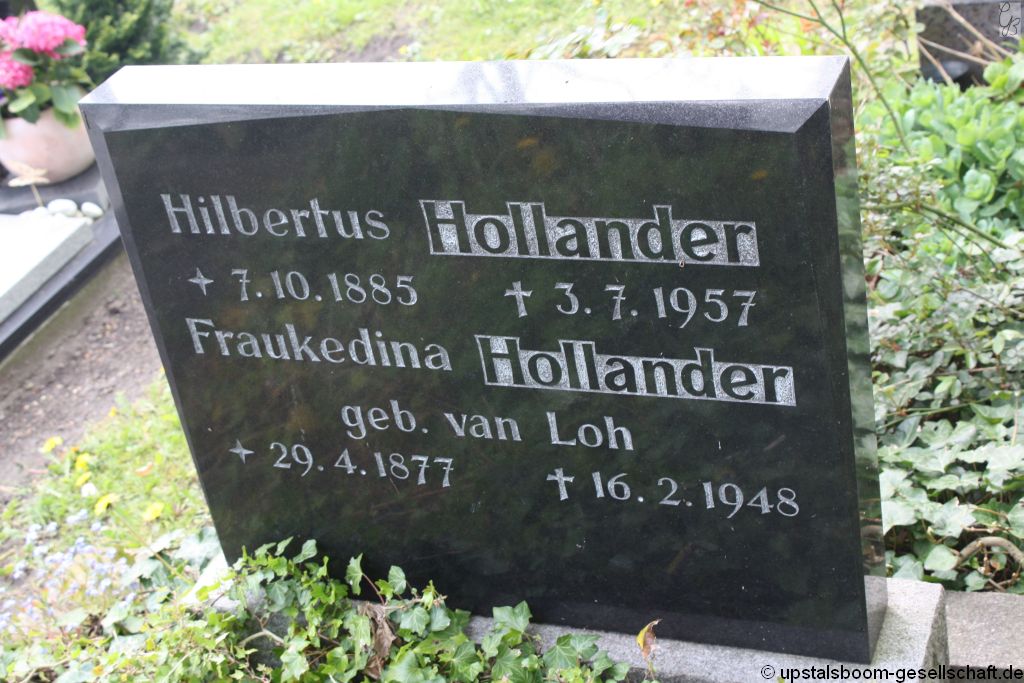 Hilbertus Hollander
7.10.1885 † 3.7.1957
Fraukedina Hollander
geb. van Loh
29.4.1877 † 16.2.1948
© upstalsboom-gesellschaft.de